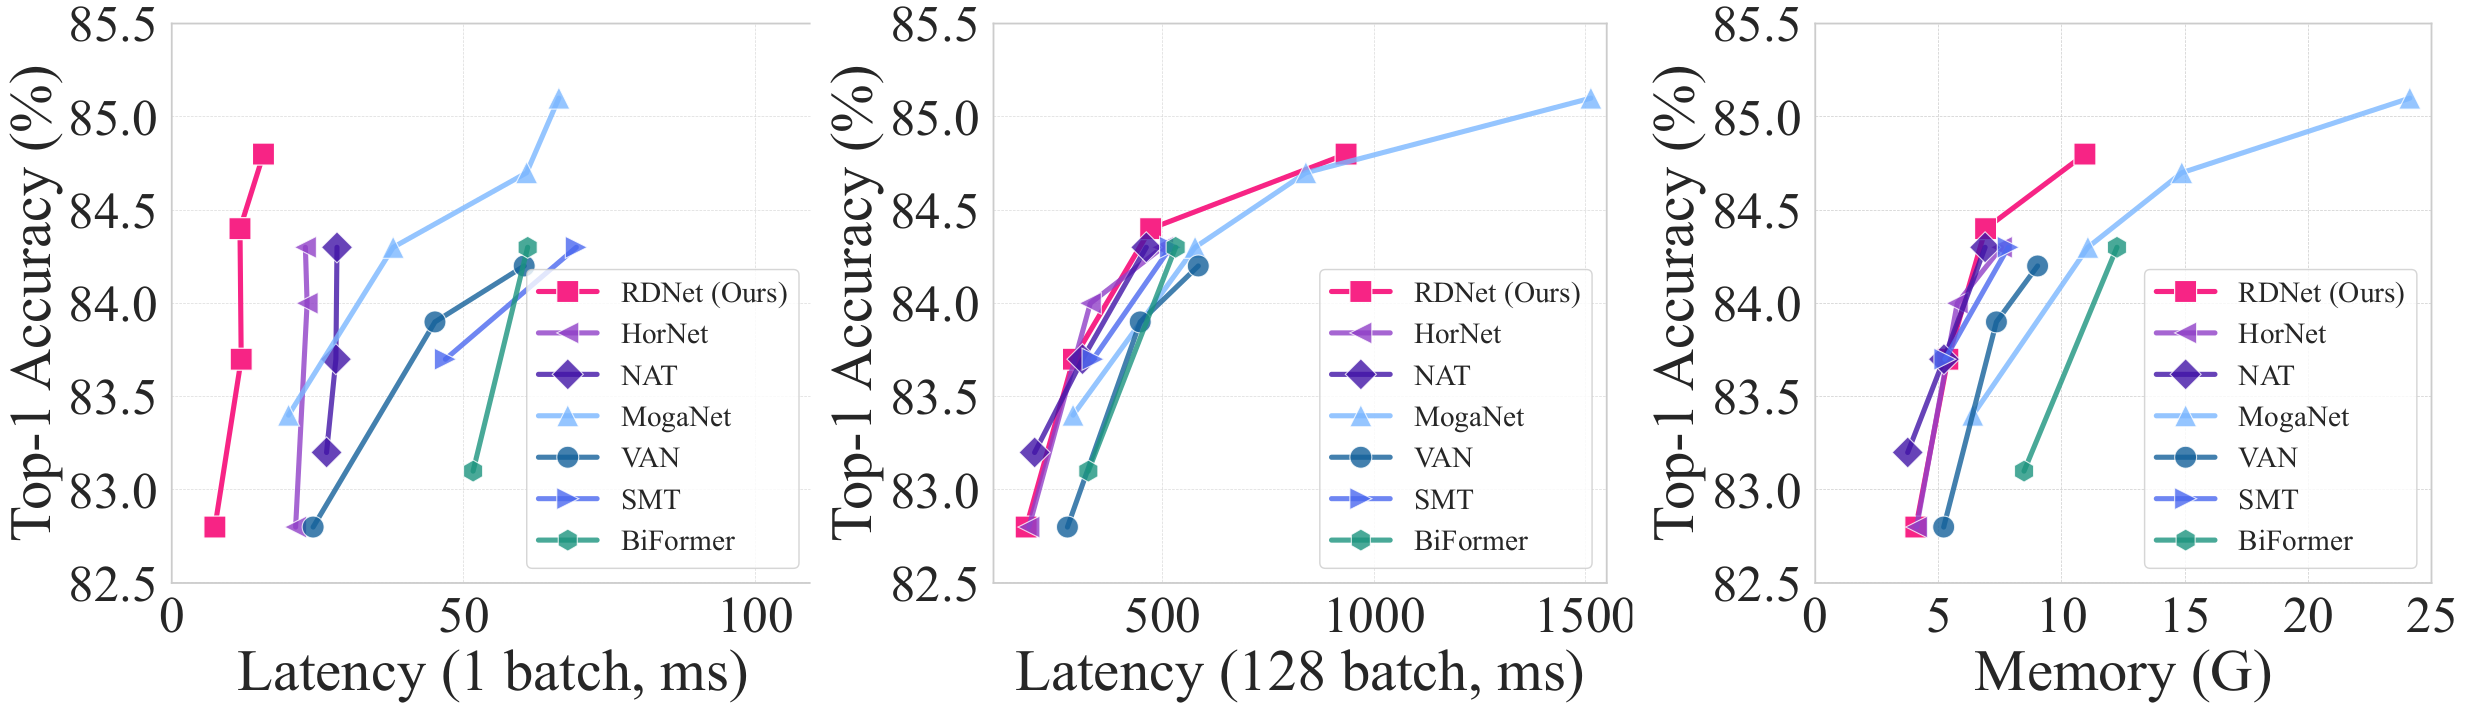 Top-1 Accuracy (%)
85.5
85.0
84.5
84.0
83.5
83.0
82.5
0 50 100
Latency (1 batch, ms)
RDNet (Ours)
HorNet
NAT
MogaNet
VAN
SMT
BiFormer
Top-1 Accuracy (%)
85.5
85.0
84.5
84.0
83.5
83.0
82.5
500 1000 1500
Latency (128 batch, ms)
RDNet (Ours)
HorNet
NAT
MogaNet
VAN
SMT
BiFormer
Top-1 Accuracy (%)
85.5
85.0
84.5
84.0
83.5
83.0
82.5
0 5 10 15 20 25
Memory (G)
RDNet (Ours)
HorNet
NAT
MogaNet
VAN
SMT
BiFormer